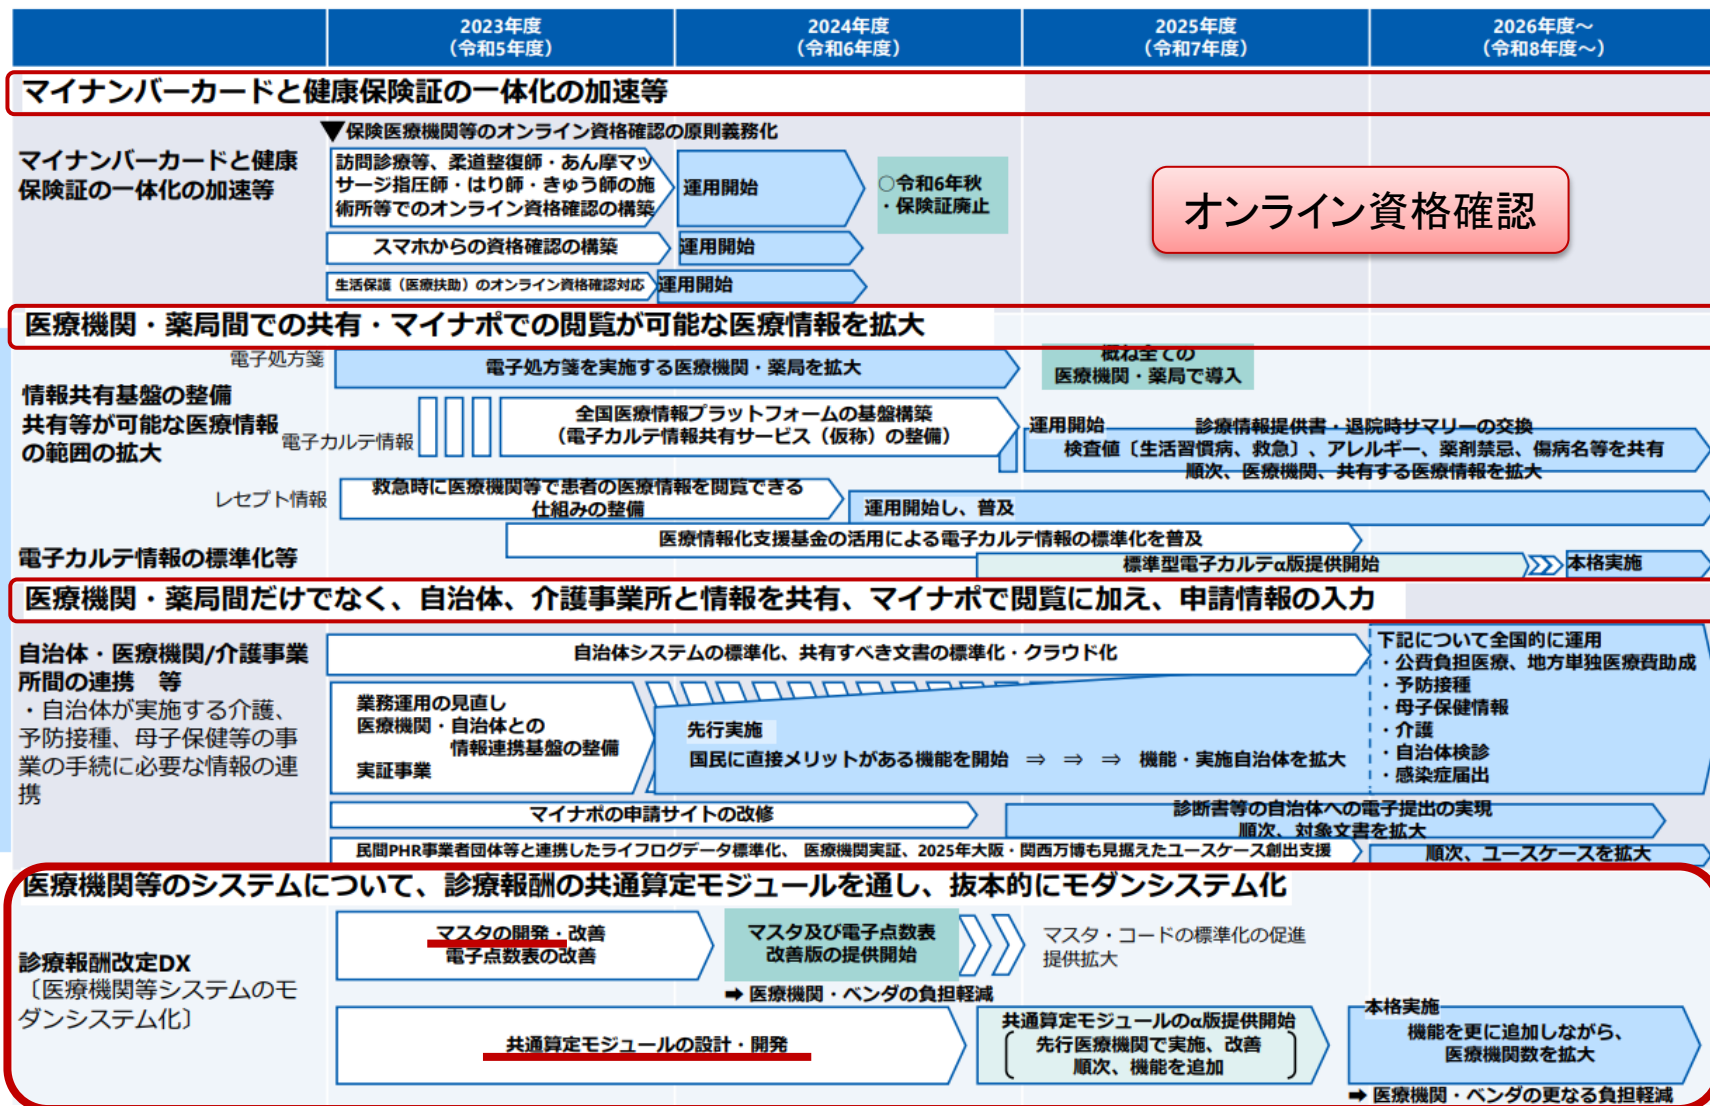 2023年度
（令和5年度）
2024年度
（令和6年度）
2025年度
（令和7年度）
2026年度～
（令和8年度～）
マイナンバーカードと健康保険証の一体化の加速等
マイナンバーカードと健康
保険証の一体化の加速等
▼保険医療機関等のオンライン資格確認の原則義務化
訪問診療等、柔道整復師・あん摩マッ
サージ指圧師・はり師・きゅう師の施
術所等でのオンライン資格確認の構築
運用開始
○令和6年秋
・保険証廃止
オンライン資格確認
スマホからの資格確認の構築
運用開始
生活保護（医療扶助）のオンライン資格確認対応
運用開始
医療機関・薬局間での共有・マイナポでの閲覧が可能な医療情報を拡大
情報共有基盤の整備
共有等が可能な医療情報
の範囲の拡大
電子処方箋
電子処方箋を実施する医療機関・薬局を拡大
概ね全ての
医療機関・薬局で導入
電子カルテ情報
全国医療情報プラットフォームの基盤構築
（電子カルテ情報共有サービス（仮称）の整備）
運用開始
診療情報提供書・退院時サマリーの交換
検査値〔生活習慣病、救急〕、アレルギー、薬剤禁忌、傷病名等を共有
順次、医療機関、共有する医療情報を拡大
レセプト情報
救急時に医療機関等で患者の医療情報を閲覧できる
仕組みの整備
運用開始し、普及
電子カルテ情報の標準化等
医療情報化支援基金の活用による電子カルテ情報の標準化を普及
標準型電子カルテα版提供開始
本格実施
医療機関・薬局間だけでなく、自治体、介護事業所と情報を共有、マイナポで閲覧に加え、申請情報の入力
自治体・医療機関/介護事業
所間の連携　等
・自治体が実施する介護、
予防接種、母子保健等の事
業の手続に必要な情報の連
携
自治体システムの標準化、共有すべき文書の標準化・クラウド化
業務運用の見直し
医療機関・自治体との
情報連携基盤の整備
実証事業
先行実施
国民に直接メリットがある機能を開始　⇒　⇒　⇒　機能・実施自治体を拡大
下記について全国的に運用
・公費負担医療、地方単独医療費助成
・予防接種
・母子保健情報
・介護
・自治体検診
・感染症届出
マイナポの申請サイトの改修
診断書等の自治体への電子提出の実現
順次、対象文書を拡大
民間PHR事業者団体等と連携したライフログデータ標準化、医療機関実証、2025年大阪・関西万博も見据えたユースケース創出支援
順次、ユースケースを拡大
医療機関等のシステムについて、診療報酬の共通算定モジュールを通し、抜本的にモダンシステム化
診療報酬改定DX
〔医療機関等システムのモ
ダンシステム化〕
マスタの開発・改善
電子点数表の改善
マスタ及び電子点数表
改善版の提供開始
マスタ・コードの標準化の促進
提供拡大
➡ 医療機関・ベンダの負担軽減
共通算定モジュールの設計・開発
共通算定モジュールのα版提供開始
先行医療機関で実施、改善
順次、機能を追加
本格実施
機能を更に追加しながら、
医療機関数を拡大
➡ 医療機関・ベンダの更なる負担軽減